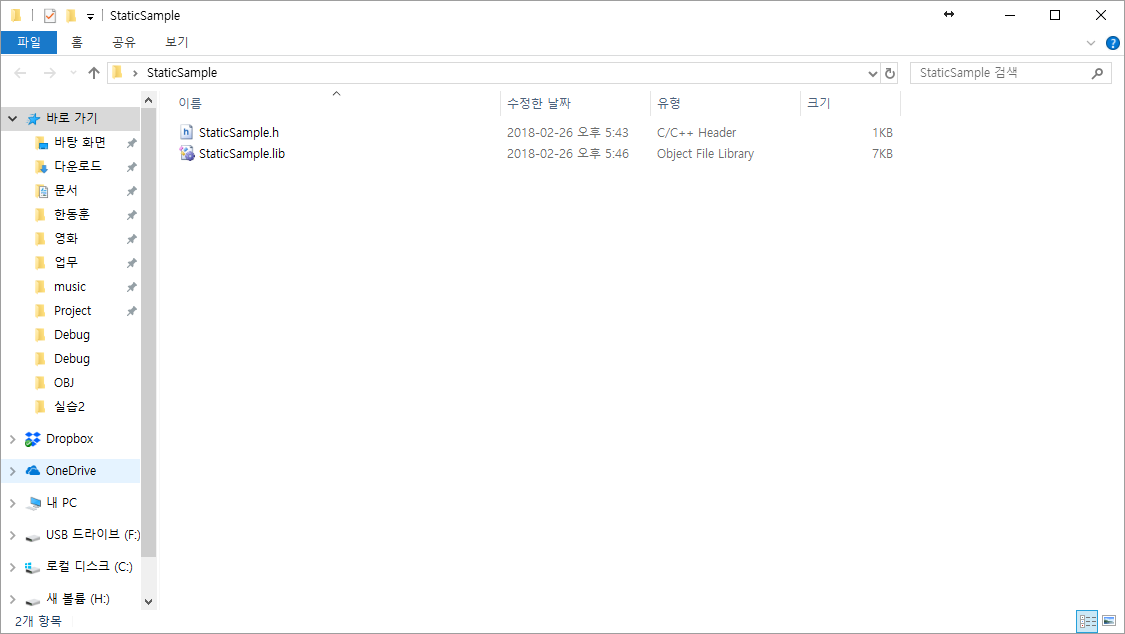 StaticSample
파일 홈 공유 보기
StaticSample StaticSample 검색
이름 수정한 날짜 유형 크기
StaticSample.h 2018-02-26 오후 5:43 C/C++ Header 1KB
StaticSample.lib 2018-02-26 오후 5:46 Object File Library 7KB
바로 가기
바탕 화면
다운로드
문서
한동훈
영화
업무
music
Project
Debug
Debug
OBJ
실습2
Dropbox
OneDrive
내 PC
USB 드라이브 (F:)
로컬 디스크 (C:)
새 볼륨 (H:)
2개 항목